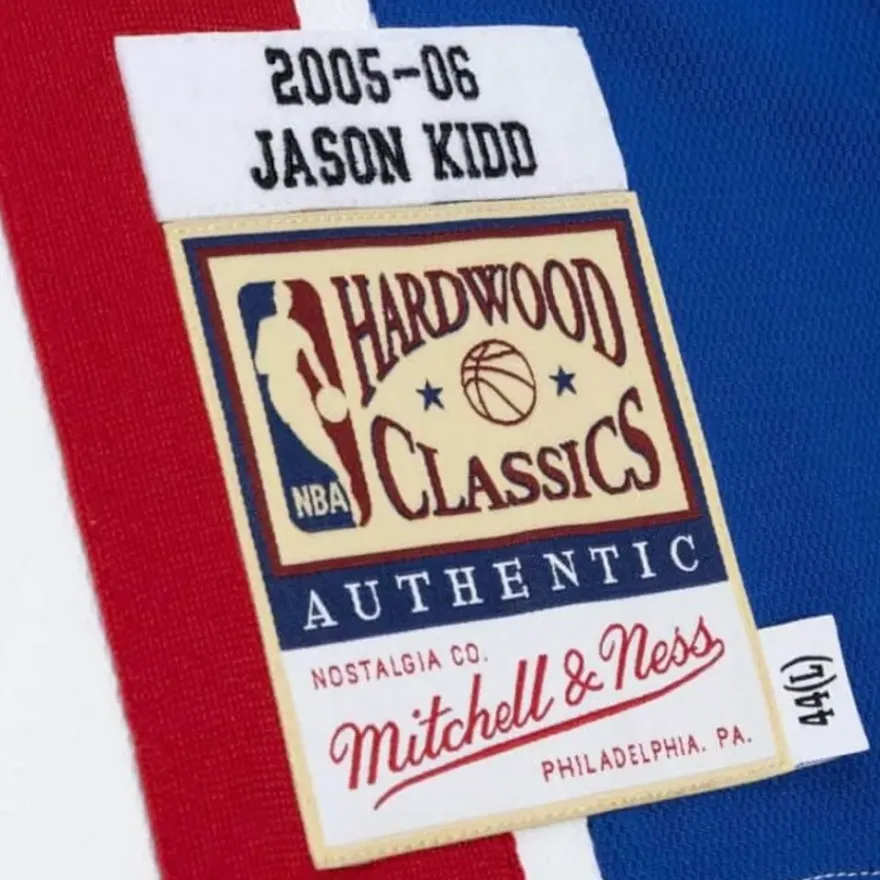 2005-06
JASON KIDD
HARDWOOD
CLASSICS
NBA
AUTHENTIC
NOSTALGIA CO.
Mitchell & Ness
PHILADELPHIA. PA.
44(L)